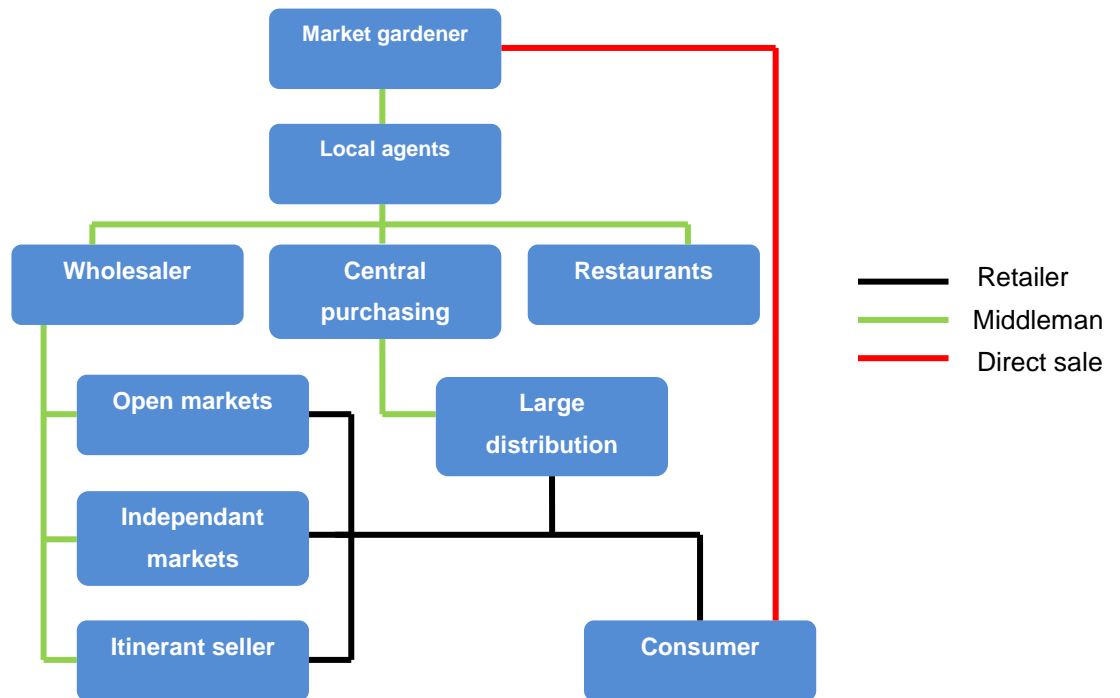 Market gardener
Local agents
Wholesaler
Central
purchasing
Restaurants
Retailer
Middleman
Direct sale
Open markets
Large
distribution
Independant
markets
Itinerant seller
Consumer